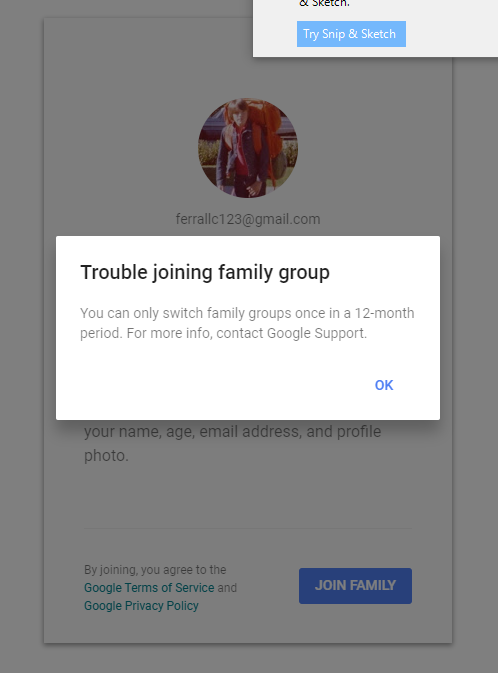 & Sketch.
Try Snip & Sketch
ferrallc123@gmail.com
Trouble joining family group
You can only switch family groups once in a 12-month
period. For more info, contact Google Support.
OK
your name, age, email address, and profile
photo.
By joining, you agree to the
Google Terms of Service and
Google Privacy Policy
JOIN FAMILY